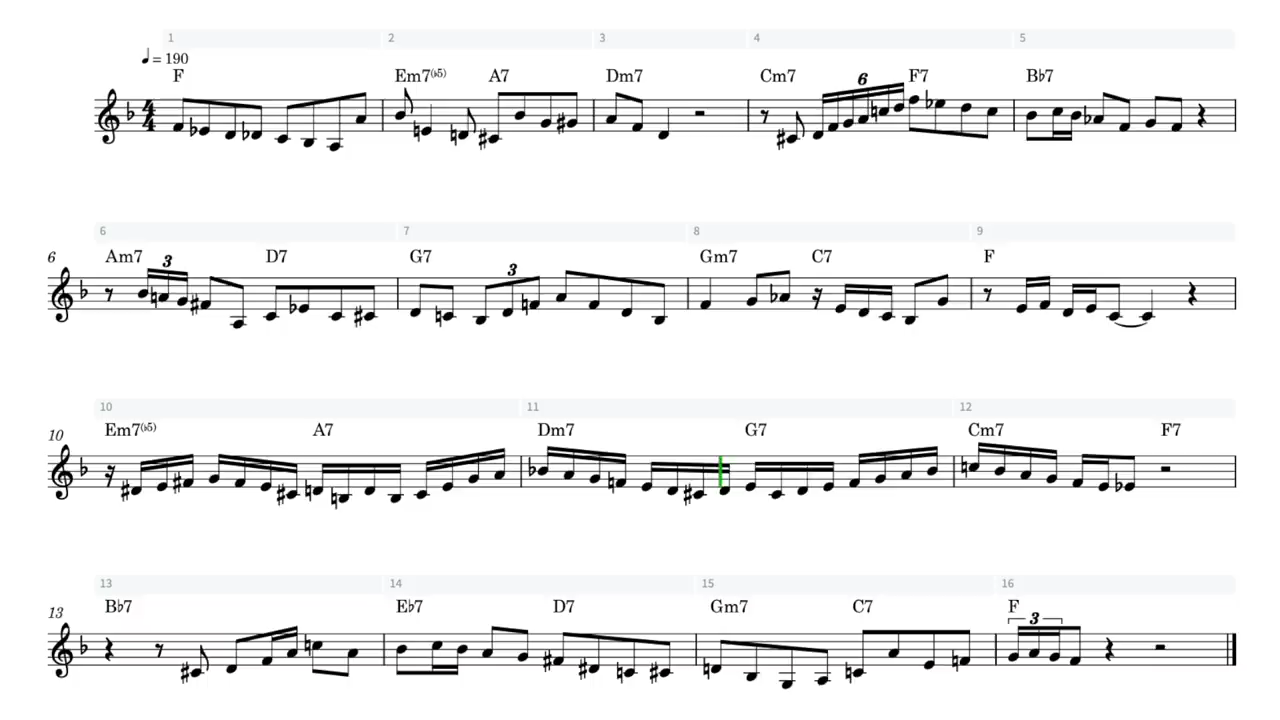 1 2 3 4 5
♩ = 190
F Em7(♭5) A7 Dm7 Cm7 F7 B♭7
6
4
4
6 7 8 9
6 Am7 D7 G7 Gm7 C7 F
3 3
10 11 12
10 Em7(♭5) A7 Dm7 G7 Cm7 F7
13 14 15 16
13 B♭7 E♭7 D7 Gm7 C7 F
3